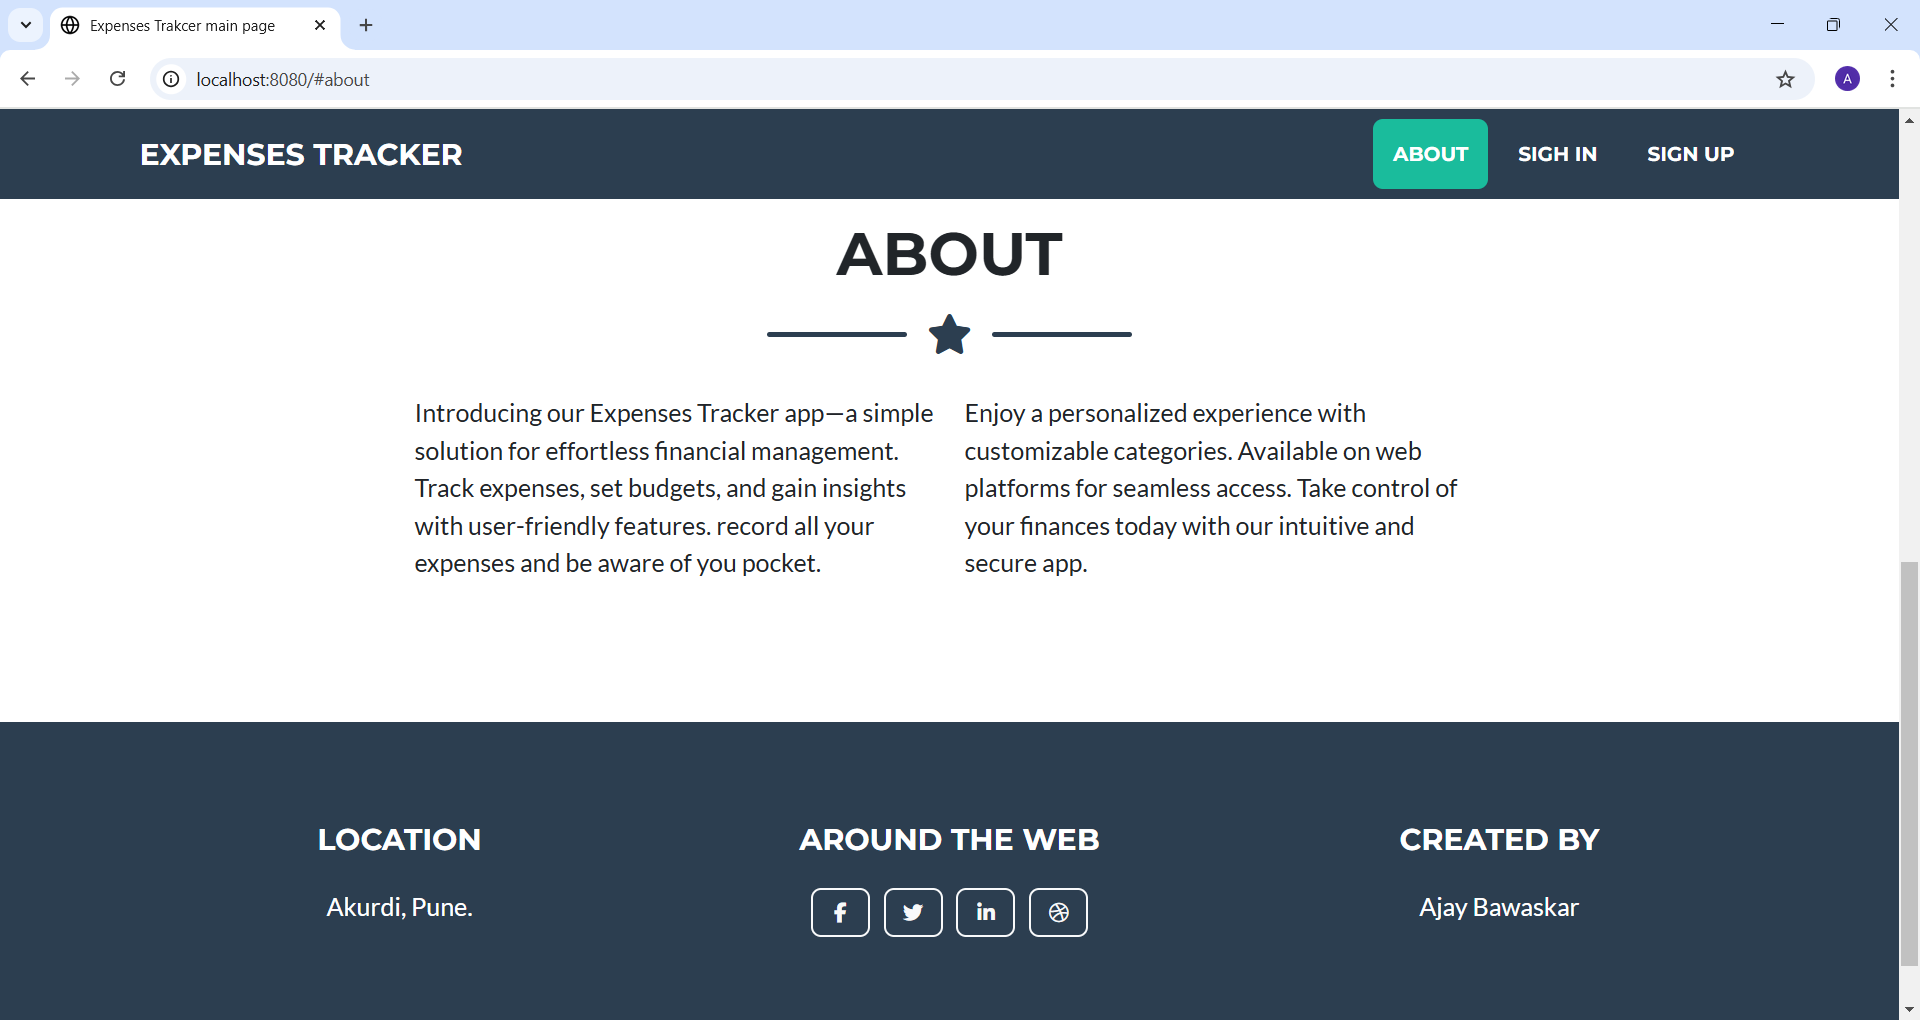 Expenses Trakcer main page
localhost:8080/#about
A
EXPENSES TRACKER
ABOUT
SIGH IN
SIGN UP
ABOUT
Introducing our Expenses Tracker app—a simple
solution for effortless financial management.
Track expenses, set budgets, and gain insights
with user-friendly features. record all your
expenses and be aware of you pocket.
Enjoy a personalized experience with
customizable categories. Available on web
platforms for seamless access. Take control of
your finances today with our intuitive and
secure app.
LOCATION
Akurdi, Pune.
AROUND THE WEB
CREATED BY
Ajay Bawaskar